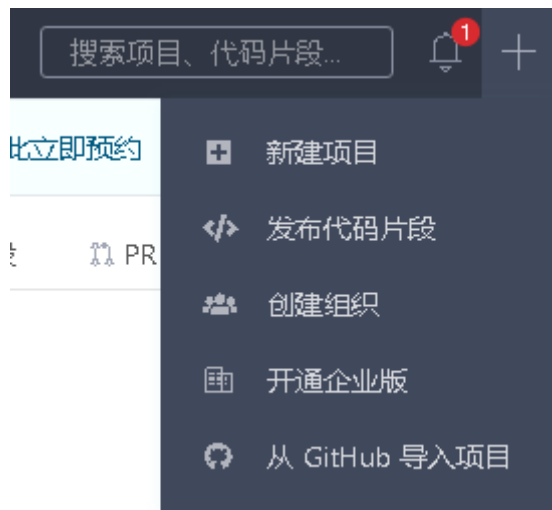 搜索项目、代码片段...
1
此立即预约
新建项目
发布代码片段
PR
创建组织
开通企业版
从 GitHub 导入项目